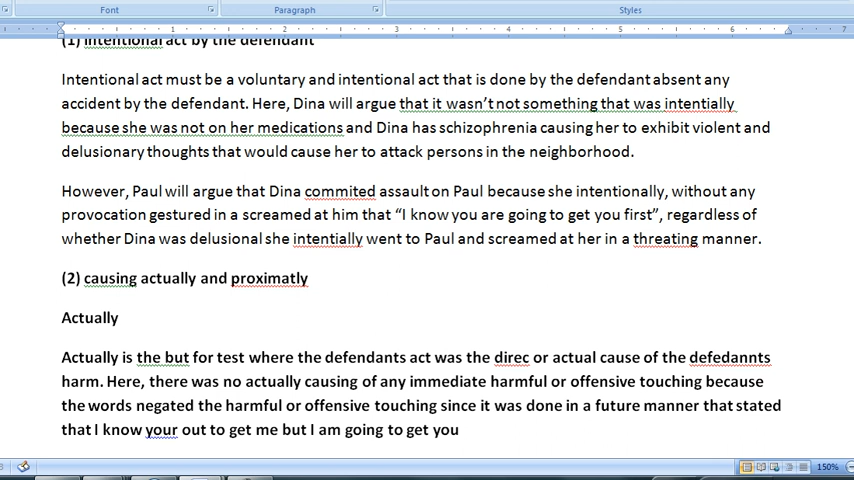 Font Paragraph Styles
1 2 3 4 5 6 7
(1) intentional act by the defendant
Intentional act must be a voluntary and intentional act that is done by the defendant absent any
accident by the defendant. Here, Dina will argue that it wasn’t not something that was intentially
because she was not on her medications and Dina has schizophrenia causing her to exhibit violent and
delusionary thoughts that would cause her to attack persons in the neighborhood.
However, Paul will argue that Dina commited assault on Paul because she intentionally, without any
provocation gestured in a screamed at him that “I know you are going to get you first”, regardless of
whether Dina was delusional she intentially went to Paul and screamed at her in a threating manner.
(2) causing actually and proximatly
Actually
Actually is the but for test where the defendants act was the direc or actual cause of the defedannts
harm. Here, there was no actually causing of any immediate harmful or offensive touching because
the words negated the harmful or offensive touching since it was done in a future manner that stated
that I know your out to get me but I am going to get you
150%